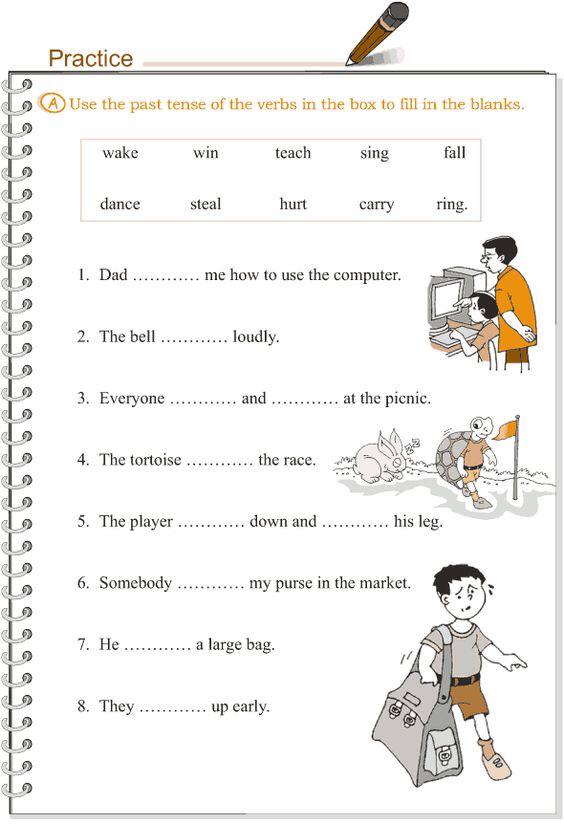 Practice
A Use the past tense of the verbs in the box to fill in the blanks.
wake win teach sing fall
dance steal hurt carry ring.
1. Dad ………… me how to use the computer.
2. The bell ………… loudly.
3. Everyone ………… and ………… at the picnic.
zz
4. The tortoise ………… the race.
5. The player ………… down and ………… his leg.
6. Somebody ………… my purse in the market.
7. He ………… a large bag.
8. They ………… up early.